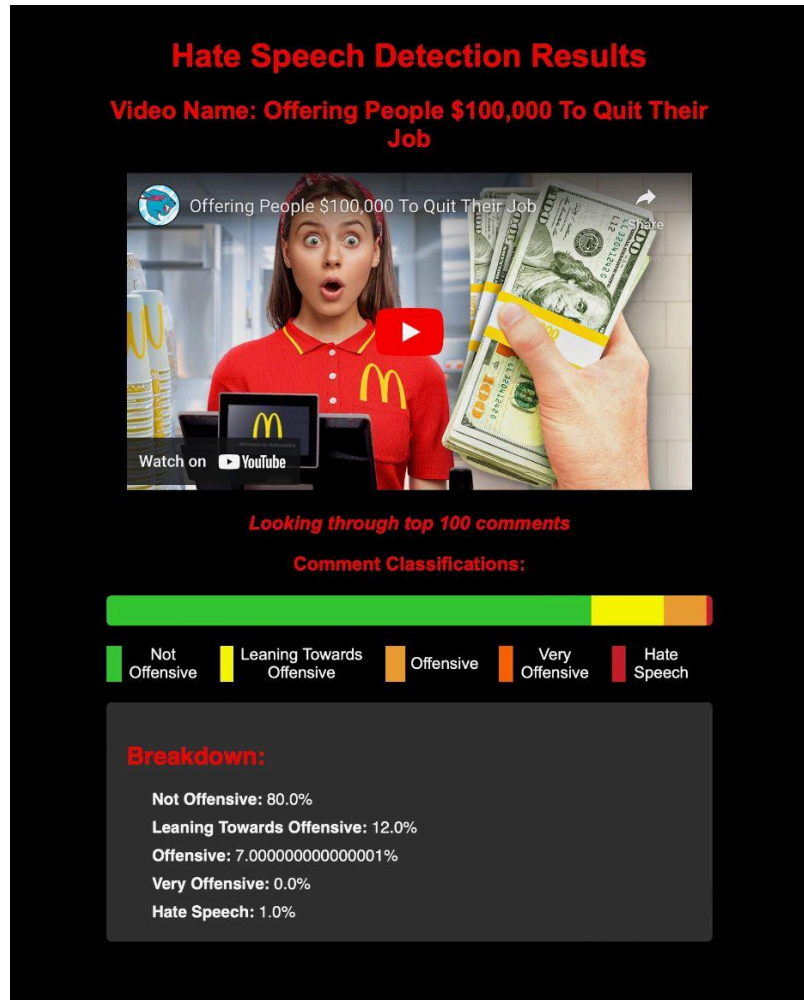 Hate Speech Detection Results
Video Name: Offering People $100,000 To Quit Their
Job
Offering People $100,000 To Quit Their Job
Share
Watch on YouTube
Looking through top 100 comments
Comment Classifications:
Not
Offensive
Leaning Towards
Offensive
Offensive
Very
Offensive
Hate
Speech
Breakdown:
Not Offensive: 80.0%
Leaning Towards Offensive: 12.0%
Offensive: 7.000000000000001%
Very Offensive: 0.0%
Hate Speech: 1.0%